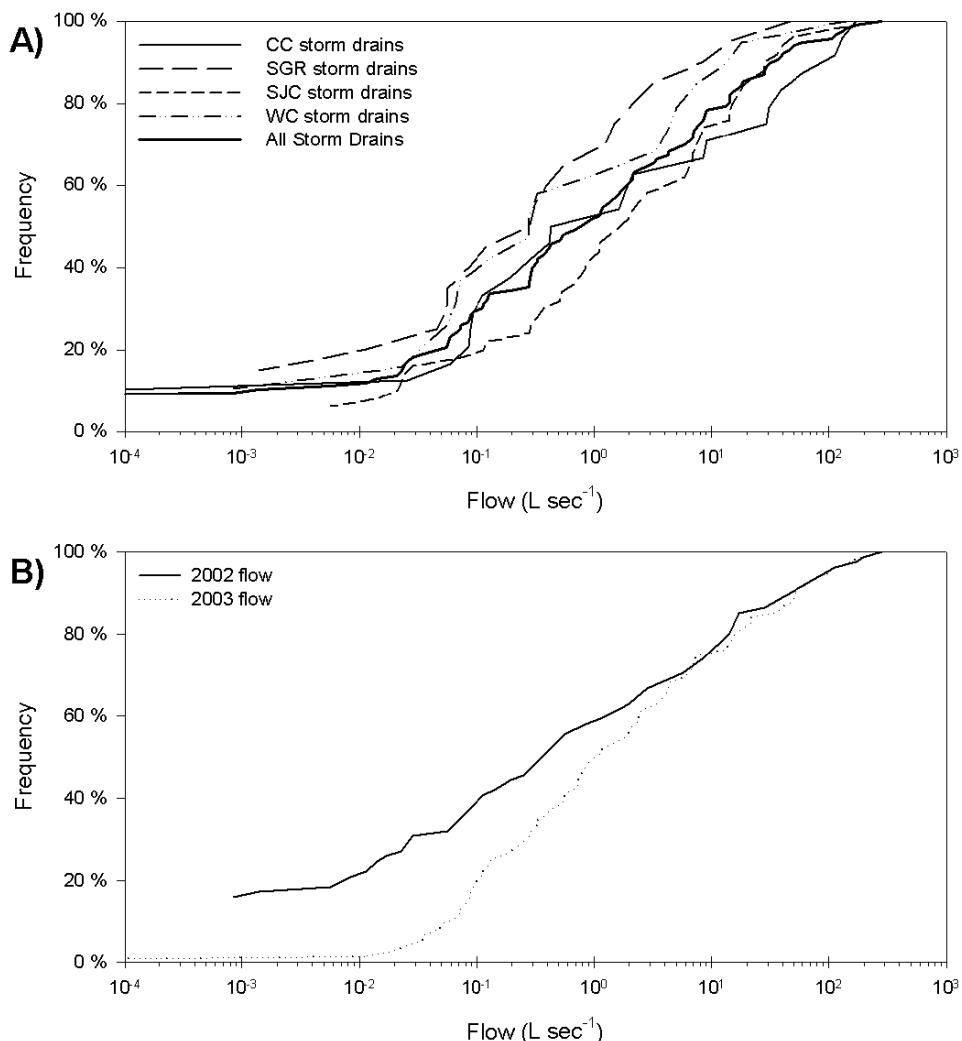 A)
100 %
80 %
60 %
40 %
20 %
0 %
Frequency
CC storm drains
SGR storm drains
SJC storm drains
WC storm drains
All Storm Drains
10⁻⁴ 10⁻³ 10⁻² 10⁻¹ 10⁰ 10¹ 10² 10³
Flow (L sec⁻¹)
B)
100 %
80 %
60 %
40 %
20 %
0 %
Frequency
2002 flow
2003 flow
10⁻⁴ 10⁻³ 10⁻² 10⁻¹ 10⁰ 10¹ 10² 10³
Flow (L sec⁻¹)